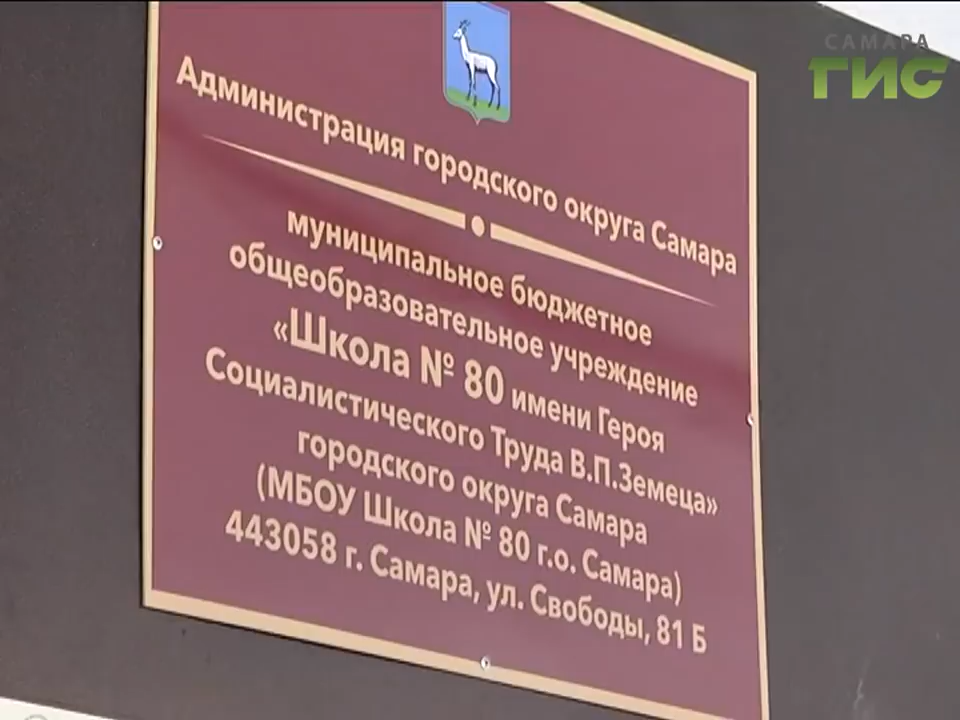 САМАРА
ГИС
Администрация городского округа Самара
муниципальное бюджетное
общеобразовательное учреждение
«Школа № 80 имени Героя
Социалистического Труда В.П.Земеца»
городского округа Самара
(МБОУ Школа № 80 г.о. Самара)
443058 г. Самара, ул. Свободы, 81 Б